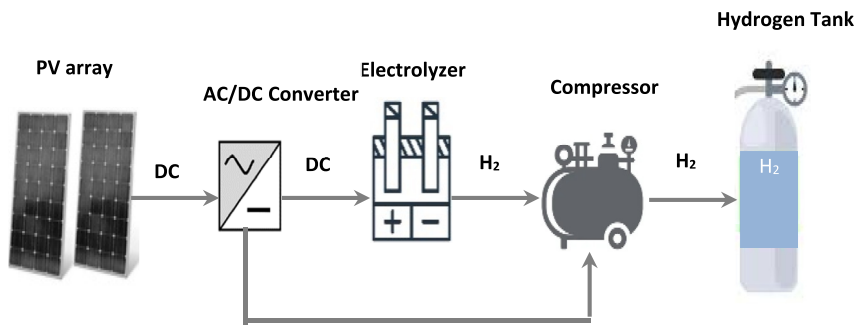 Hydrogen Tank
PV array
Electrolyzer
AC/DC Converter
Compressor
DC
DC
H₂
H₂
H₂
+ −